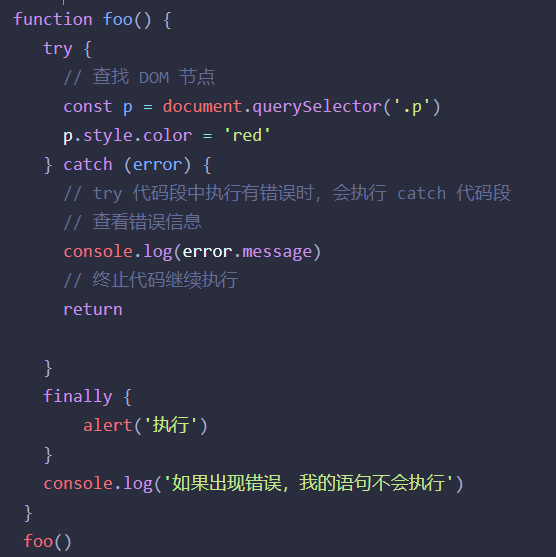 function foo() {
try {
// 查找 DOM 节点
const p = document.querySelector('.p')
p.style.color = 'red'
} catch (error) {
// try 代码段中执行有错误时，会执行 catch 代码段
// 查看错误信息
console.log(error.message)
// 终止代码继续执行
return
}
finally {
alert('执行')
}
console.log('如果出现错误，我的语句不会执行')
}
foo()